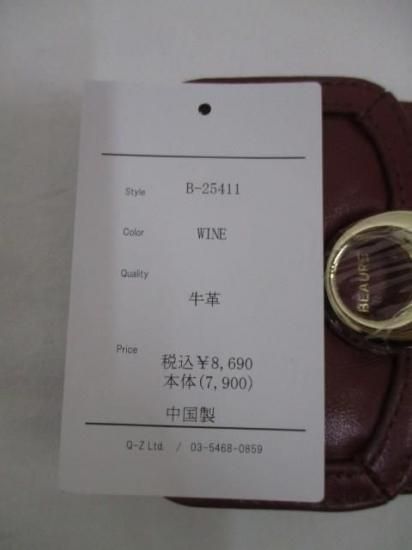 Style B-25411
Color WINE
Quality
牛革
Price
税込¥8,690
本体(7,900)
中国製
Q-Z Ltd. / 03-5468-0859